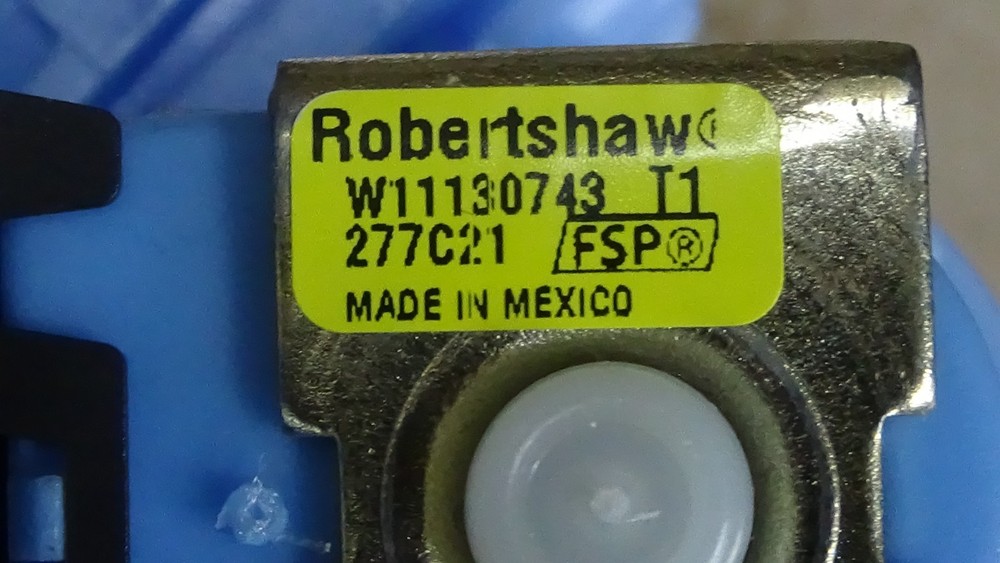 Robertshaw®
W11130743 T1
277C21 FSP®
MADE IN MEXICO